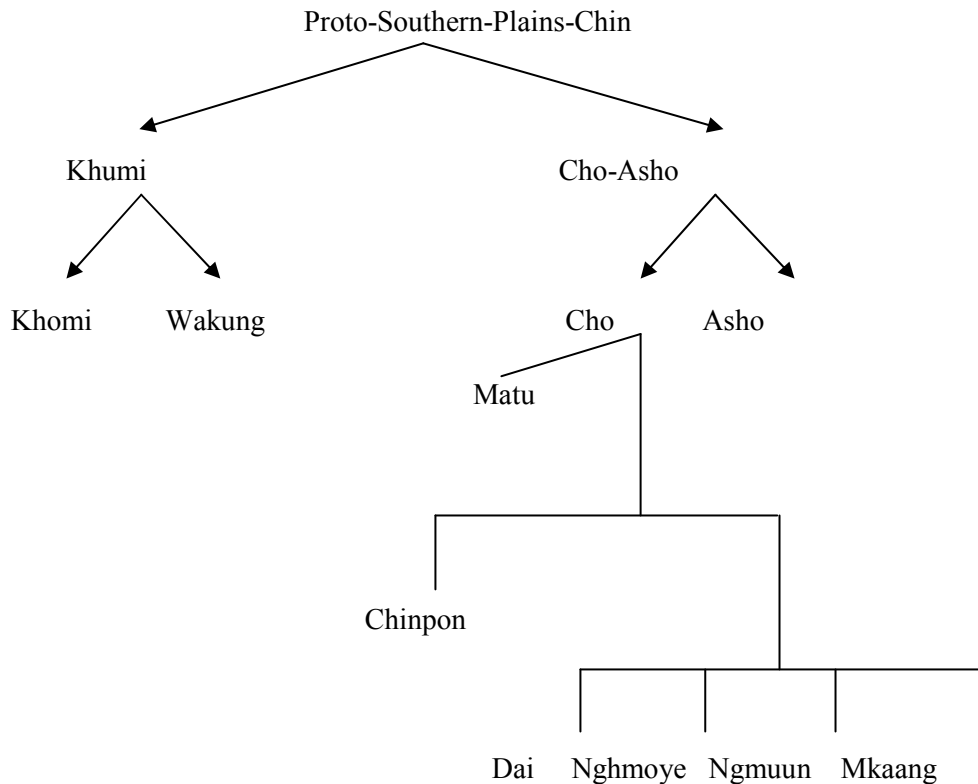 Proto-Southern-Plains-Chin
Khumi Cho-Asho
Khomi Wakung Cho Asho
Matu
Chinpon
Dai Nghmoye Ngmuun Mkaang